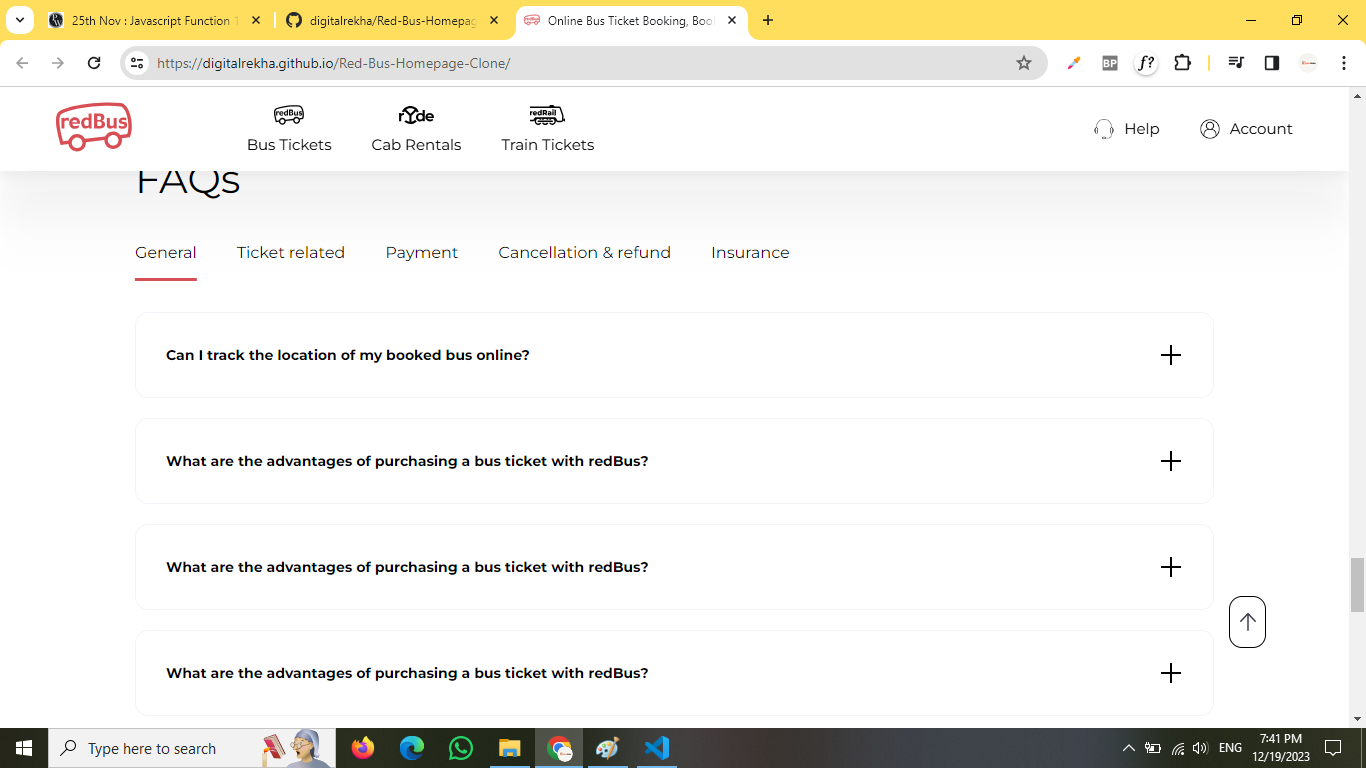 25th Nov : Javascript Function 1
digitalrekha/Red-Bus-Homepag
Online Bus Ticket Booking, Boo
https://digitalrekha.github.io/Red-Bus-Homepage-Clone/
BP
f?
redBus
redBus
Bus Tickets
ryde
Cab Rentals
redRail
Train Tickets
Help
Account
FAQs
General Ticket related Payment Cancellation & refund Insurance
Can I track the location of my booked bus online?
What are the advantages of purchasing a bus ticket with redBus?
What are the advantages of purchasing a bus ticket with redBus?
What are the advantages of purchasing a bus ticket with redBus?
Type here to search
ENG
7:41 PM
12/19/2023